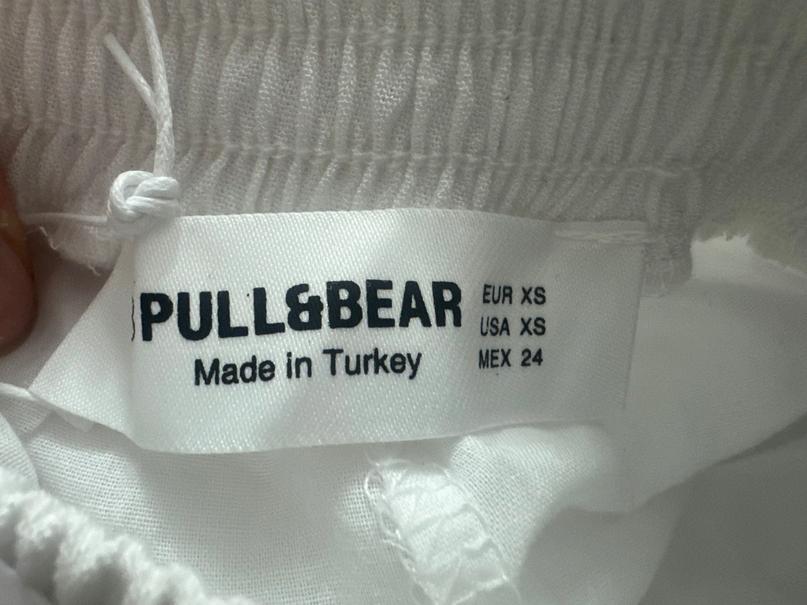 PULL&BEAR
Made in Turkey
EUR XS
USA XS
MEX 24